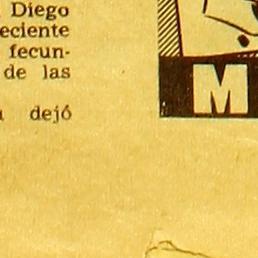 Diego
eciente
fecun-
de las
dejó
M